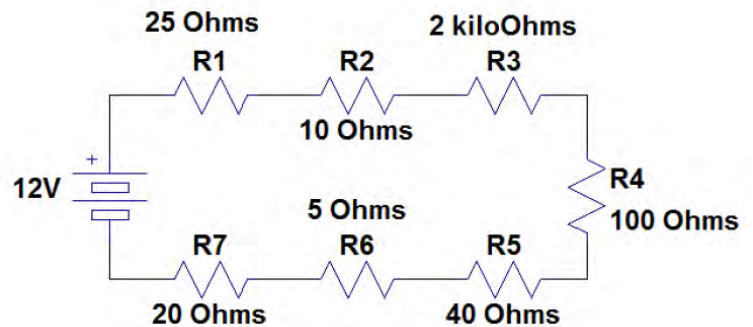 25 Ohms
2 kiloOhms
R1
R2
R3
10 Ohms
+
12V
R4
100 Ohms
5 Ohms
R7
R6
R5
20 Ohms
40 Ohms